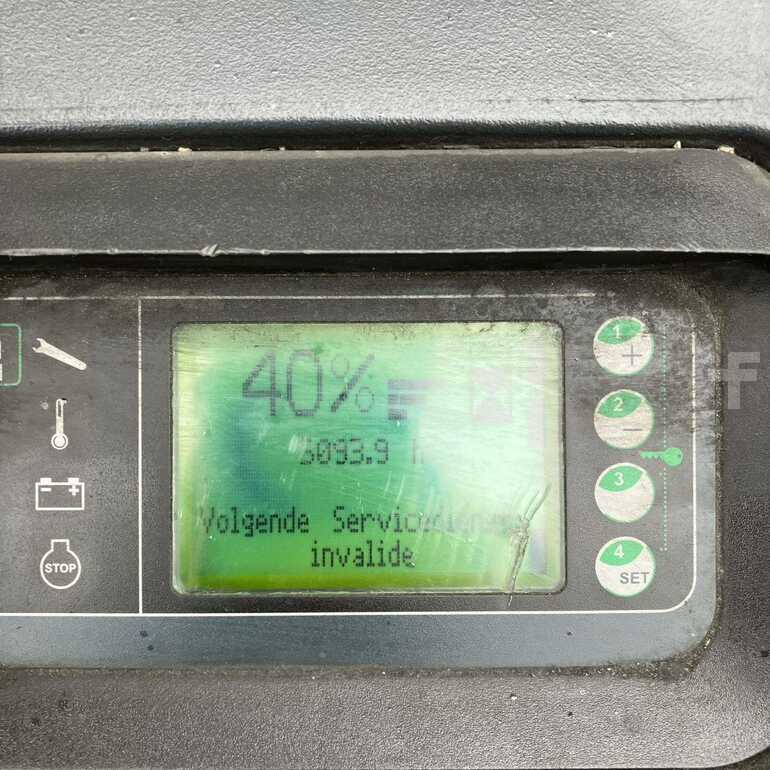 40%
h
Volgende
invalide
1
+
2
−
3
4
SET
STOP
- +
F